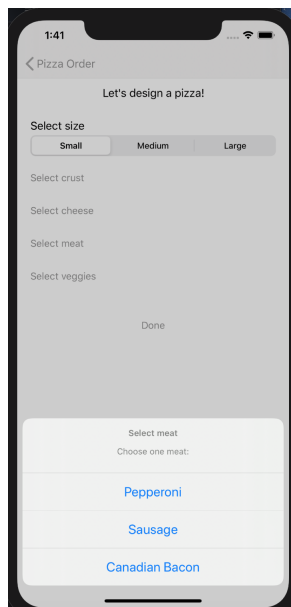 1:41
Pizza Order
Let's design a pizza!
Select size
Small Medium Large
Select crust
Select cheese
Select meat
Select veggies
Done
Select meat
Choose one meat:
Pepperoni
Sausage
Canadian Bacon